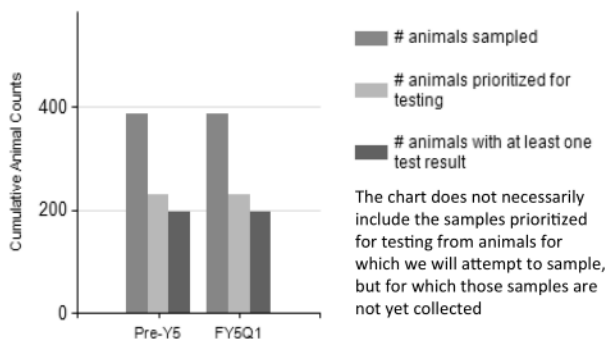 Cumulative Animal Counts
400
200
0
Pre-Y5
FY5Q1
# animals sampled
# animals prioritized for
testing
# animals with at least one
test result
The chart does not necessarily
include the samples prioritized
for testing from animals for
which we will attempt to sample,
but for which those samples are
not yet collected